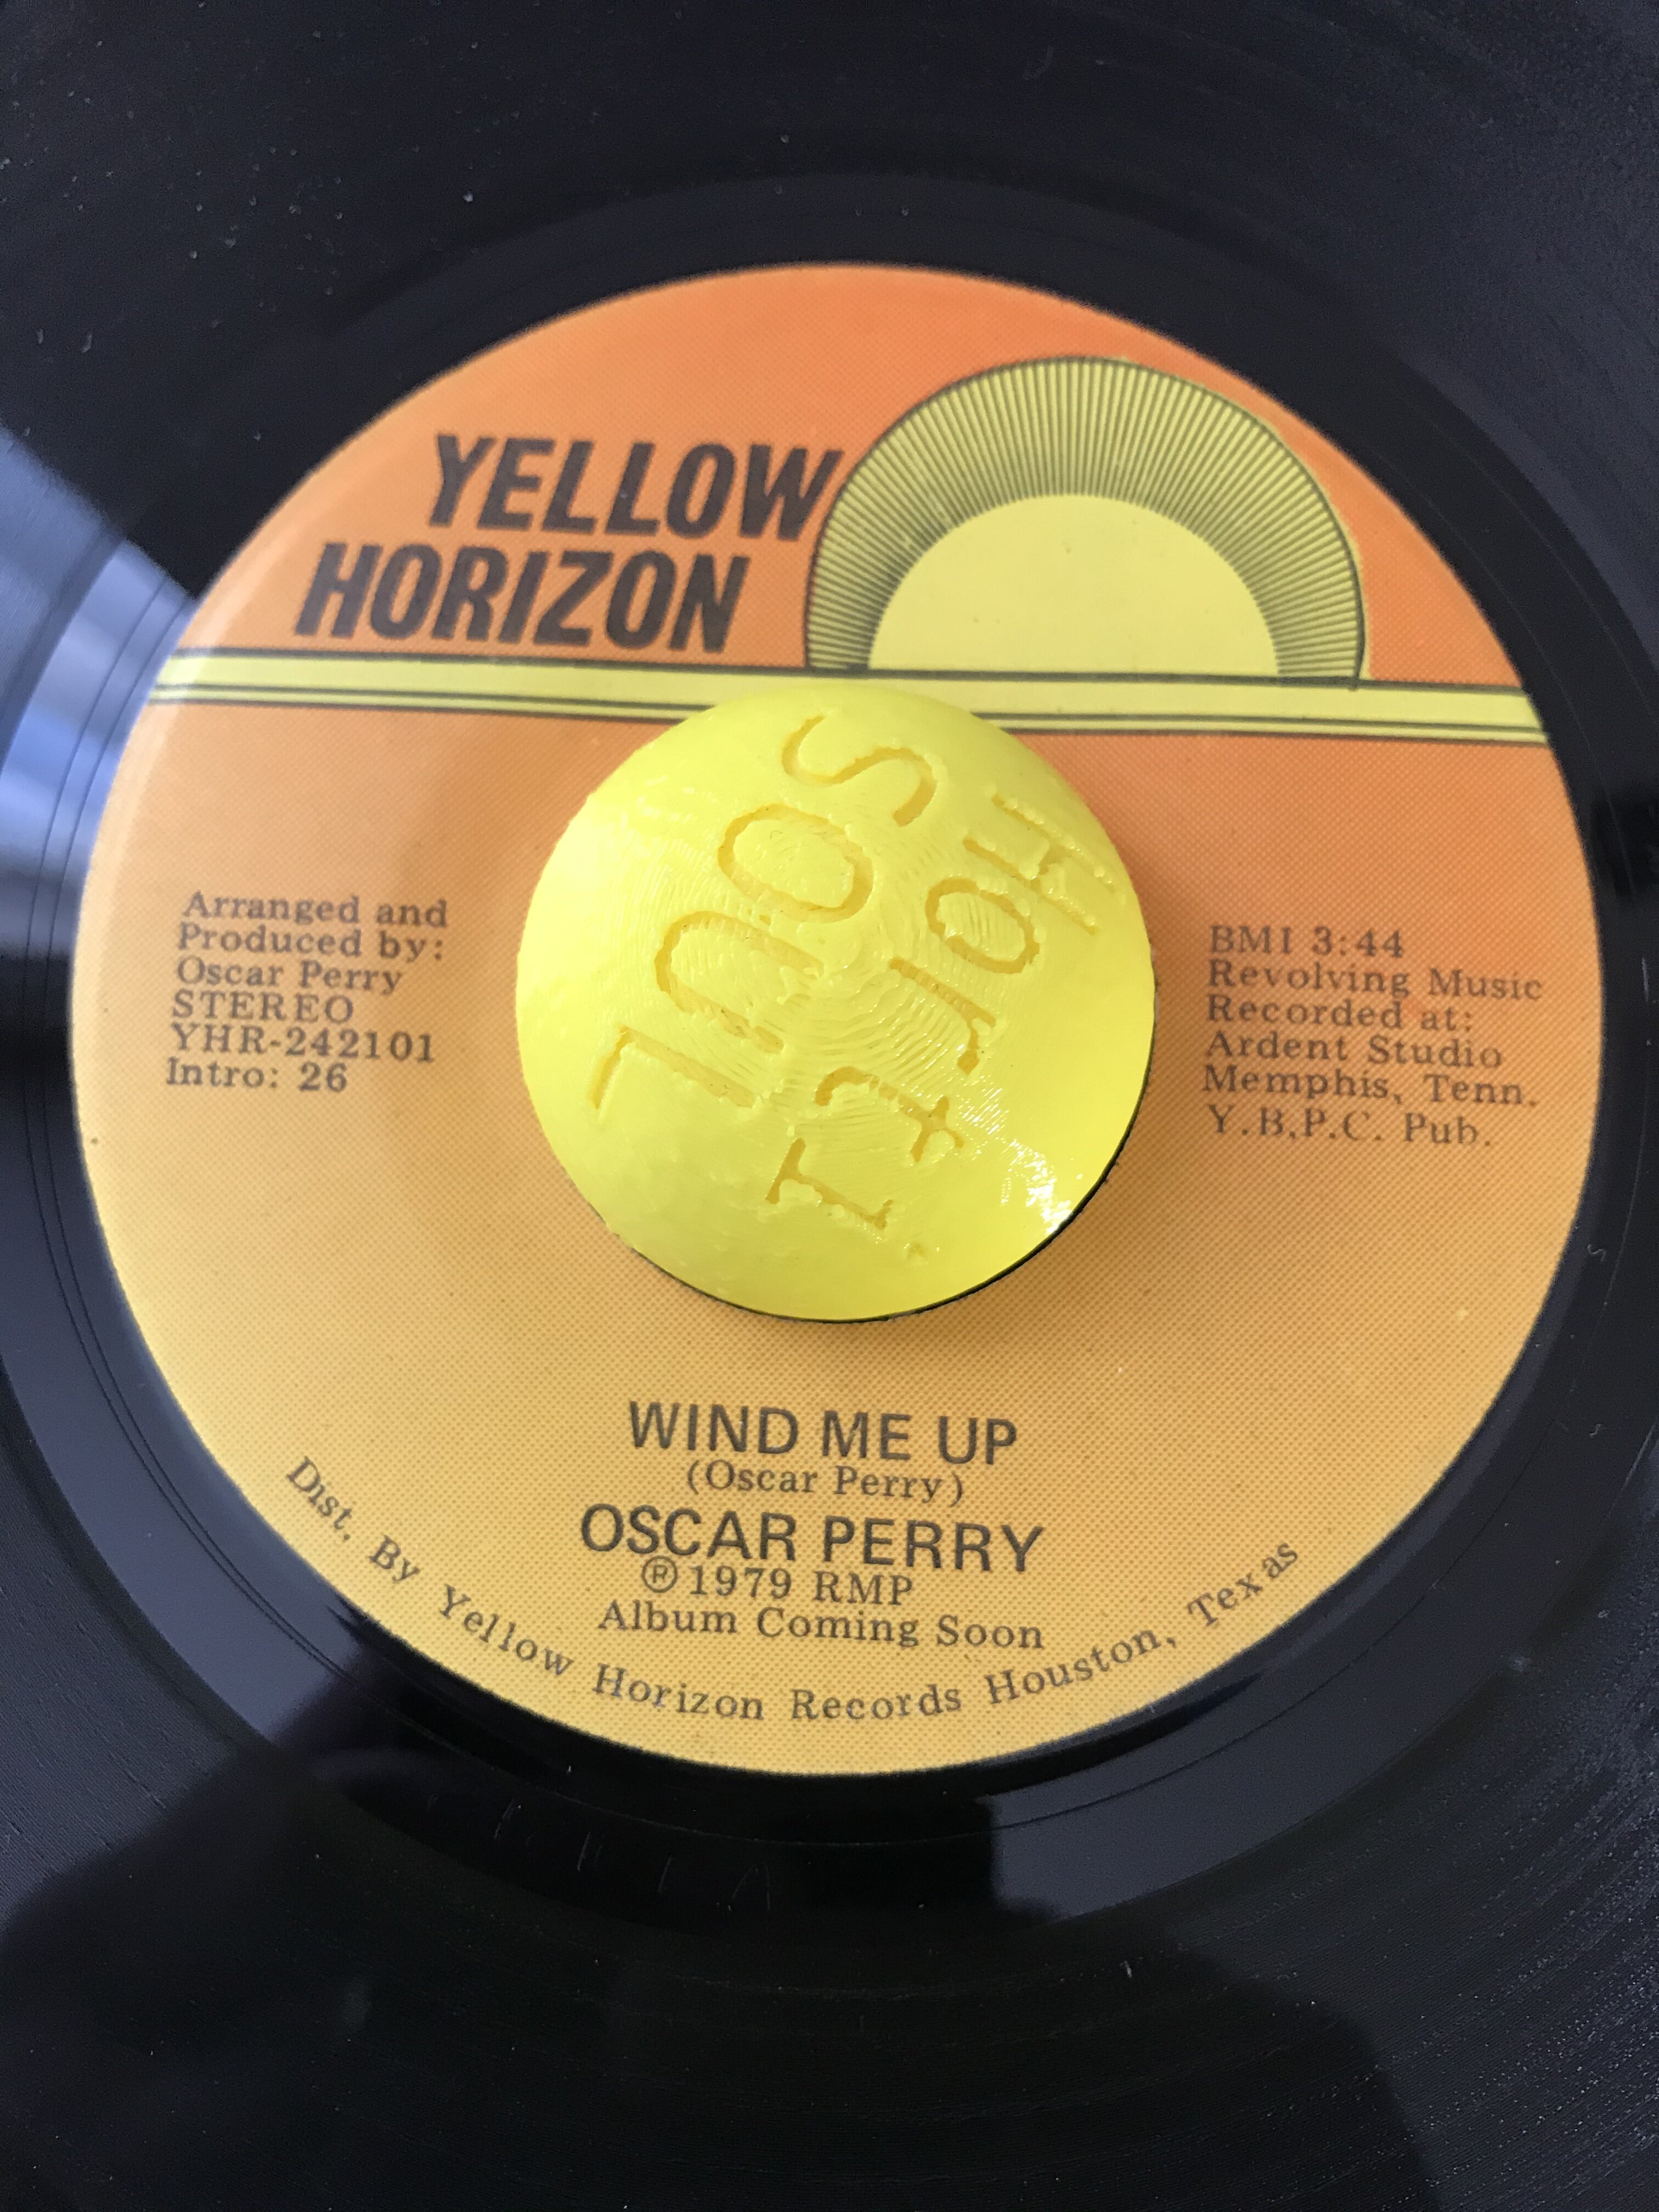 YELLOW
HORIZON
SOUL
Arranged and
Produced by:
Oscar Perry
STEREO
YHR-242101
Intro: 26
BMI 3:44
Revolving Music
Recorded at:
Ardent Studio
Memphis, Tenn.
Y.B.P.C. Pub.
WIND ME UP
(Oscar Perry)
OSCAR PERRY
Ⓡ1979 RMP
Album Coming Soon
Dist. By Yellow Horizon Records Houston, Texas